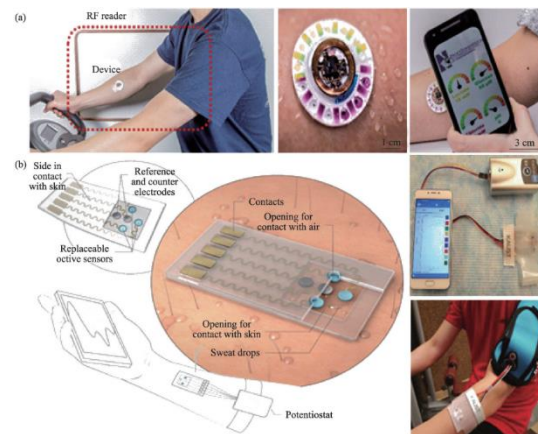 (a)
RF reader
Device
1 cm
3 cm
(b)
Side in
contact with
skin
Reference
and counter
electrodes
Replaceable
octive sensors
Contacts
Opening for
contact with air
Opening for
contact with skin
Sweat drops
Potentiostat